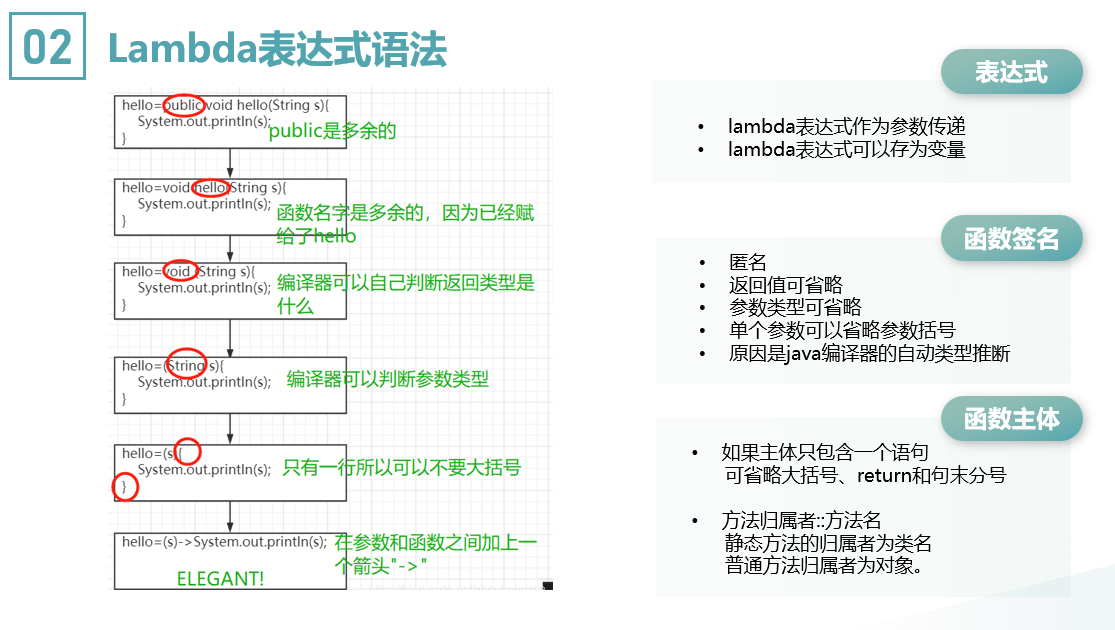 02
Lambda表达式语法
hello=public void hello(String s){
System.out.println(s);
}
public是多余的
hello=void hello(String s){
System.out.println(s);
}
函数名字是多余的，因为已经赋
给了hello
hello=void (String s){
System.out.println(s);
}
编译器可以自己判断返回类型是
什么
hello=(String s){
System.out.println(s);
}
编译器可以判断参数类型
hello=(s){
System.out.println(s);
}
只有一行所以可以不要大括号
hello=(s)->System.out.println(s);
在参数和函数之间加上一
个箭头"->"
ELEGANT!
表达式
• lambda表达式作为参数传递
• lambda表达式可以存为变量
函数签名
• 匿名
• 返回值可省略
• 参数类型可省略
• 单个参数可以省略参数括号
• 原因是java编译器的自动类型推断
函数主体
• 如果主体只包含一个语句
可省略大括号、return和句末分号
• 方法归属者::方法名
静态方法的归属者为类名
普通方法归属者为对象。